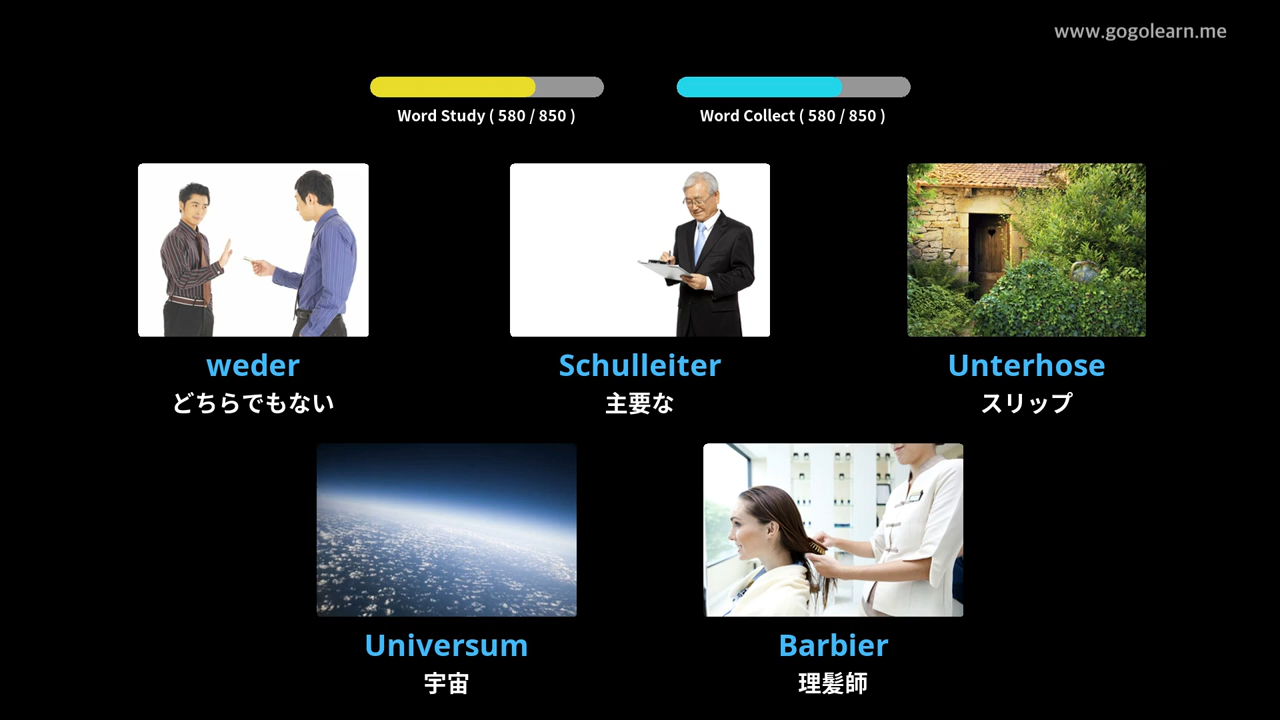 www.gogolearn.me
Word Study ( 580 / 850 )
Word Collect ( 580 / 850 )
weder
どちらでもない
Schulleiter
主要な
Unterhose
スリップ
Universum
宇宙
Barbier
理髪師